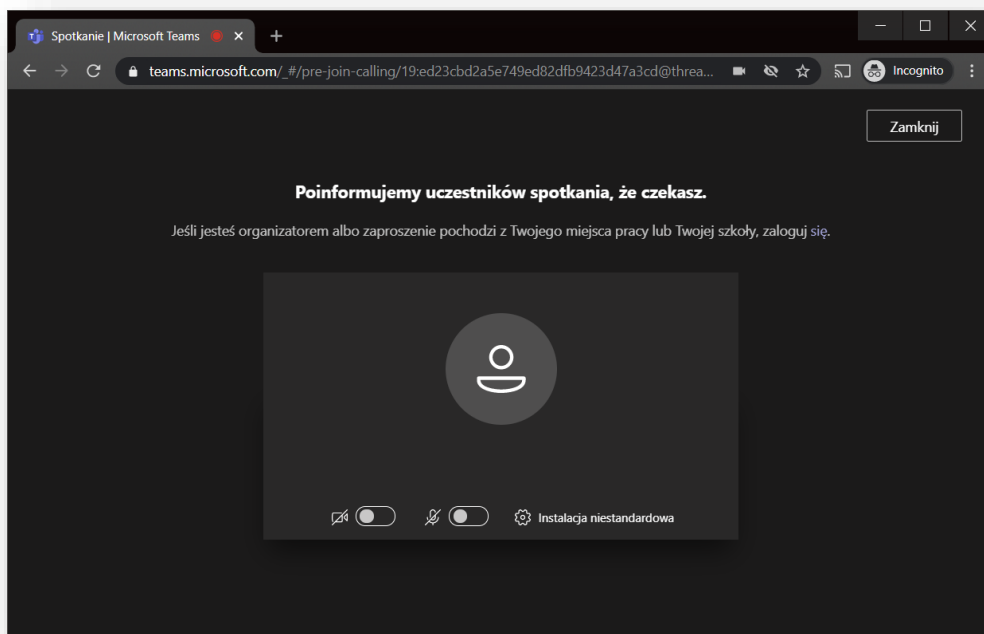 Spotkanie | Microsoft Teams
teams.microsoft.com/_#/pre-join-calling/19:ed23cbd2a5e749ed82dfb9423d47a3cd@threa...
Incognito
Zamknij
Poinformujemy uczestników spotkania, że czekasz.
Jeśli jesteś organizatorem albo zaproszenie pochodzi z Twojego miejsca pracy lub Twojej szkoły, zaloguj się.
Instalacja niestandardowa